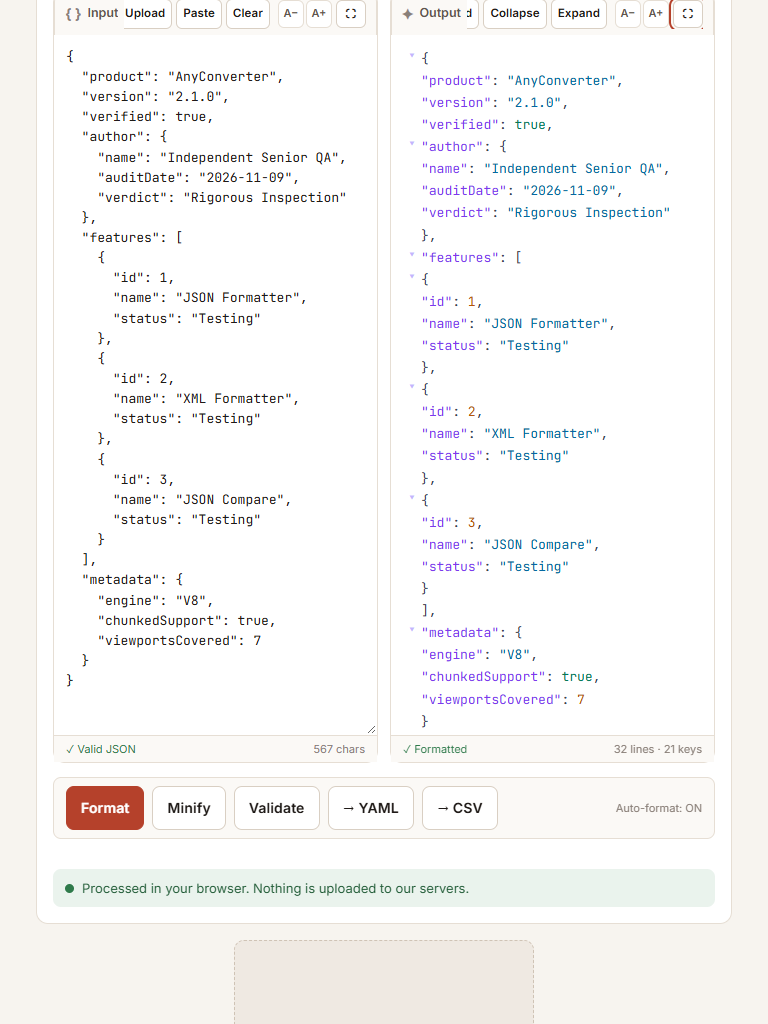 { } Input Upload Paste Clear A− A+
{
"product": "AnyConverter",
"version": "2.1.0",
"verified": true,
"author": {
"name": "Independent Senior QA",
"auditDate": "2026-11-09",
"verdict": "Rigorous Inspection"
},
"features": [
{
"id": 1,
"name": "JSON Formatter",
"status": "Testing"
},
{
"id": 2,
"name": "XML Formatter",
"status": "Testing"
},
{
"id": 3,
"name": "JSON Compare",
"status": "Testing"
}
],
"metadata": {
"engine": "V8",
"chunkedSupport": true,
"viewportsCovered": 7
}
}
✓ Valid JSON 567 chars
Output Collapse Expand A− A+
{
"product": "AnyConverter",
"version": "2.1.0",
"verified": true,
"author": {
"name": "Independent Senior QA",
"auditDate": "2026-11-09",
"verdict": "Rigorous Inspection"
},
"features": [
{
"id": 1,
"name": "JSON Formatter",
"status": "Testing"
},
{
"id": 2,
"name": "XML Formatter",
"status": "Testing"
},
{
"id": 3,
"name": "JSON Compare",
"status": "Testing"
}
],
"metadata": {
"engine": "V8",
"chunkedSupport": true,
"viewportsCovered": 7
}
✓ Formatted 32 lines · 21 keys
Format Minify Validate → YAML → CSV Auto-format: ON
Processed in your browser. Nothing is uploaded to our servers.